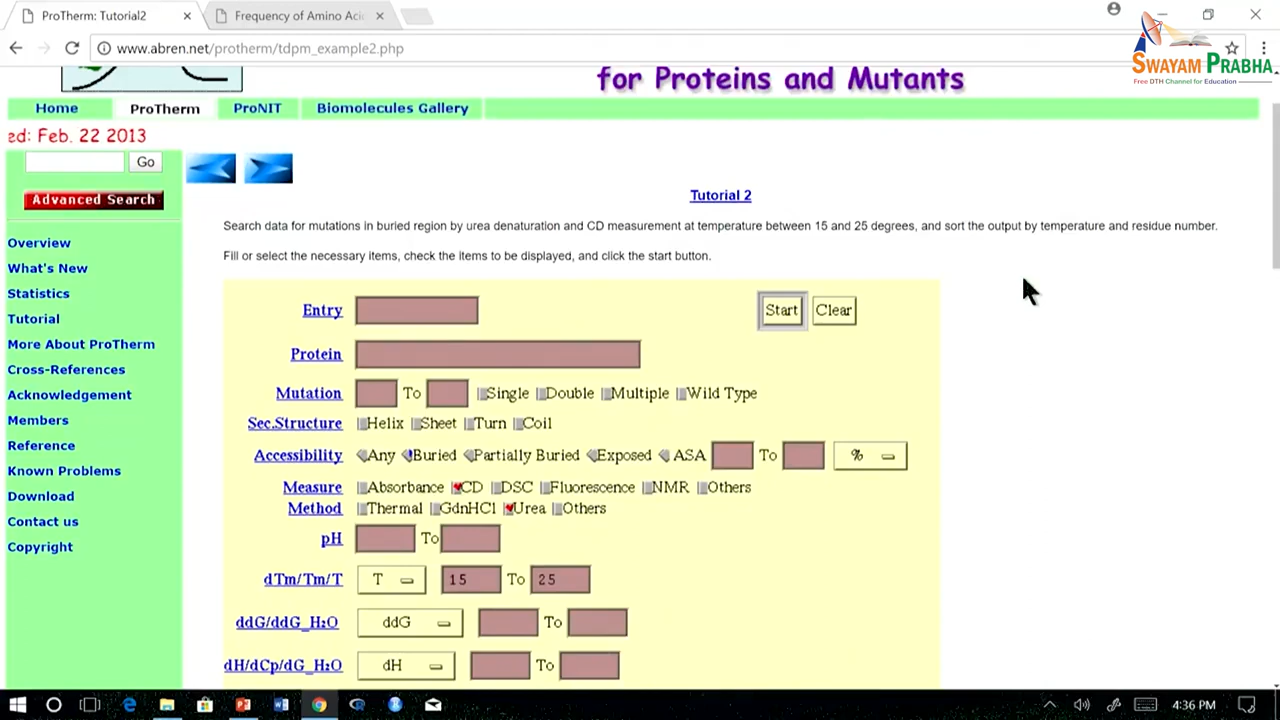 ProTherm: Tutorial2
Frequency of Amino Aci
www.abren.net/protherm/tdpm_example2.php
SWAYAM PRABHA
Free DTH Channel for Education
for Proteins and Mutants
Home ProTherm ProNIT Biomolecules Gallery
ed: Feb. 22 2013
Go
Advanced Search
Overview
What's New
Statistics
Tutorial
More About ProTherm
Cross-References
Acknowledgement
Members
Reference
Known Problems
Download
Contact us
Copyright
Tutorial 2
Search data for mutations in buried region by urea denaturation and CD measurement at temperature between 15 and 25 degrees, and sort the output by temperature and residue number.
Fill or select the necessary items, check the items to be displayed, and click the start button.
Entry Start Clear
Protein
Mutation To Single Double Multiple Wild Type
Sec.Structure Helix Sheet Turn Coil
Accessibility Any Buried Partially Buried Exposed ASA To %
Measure Absorbance CD DSC Fluorescence NMR Others
Method Thermal GdnHCl Urea Others
pH To
dTm/Tm/T T 15 To 25
ddG/ddG_H₂O ddG To
dH/dCp/dG_H₂O dH To
4:36 PM